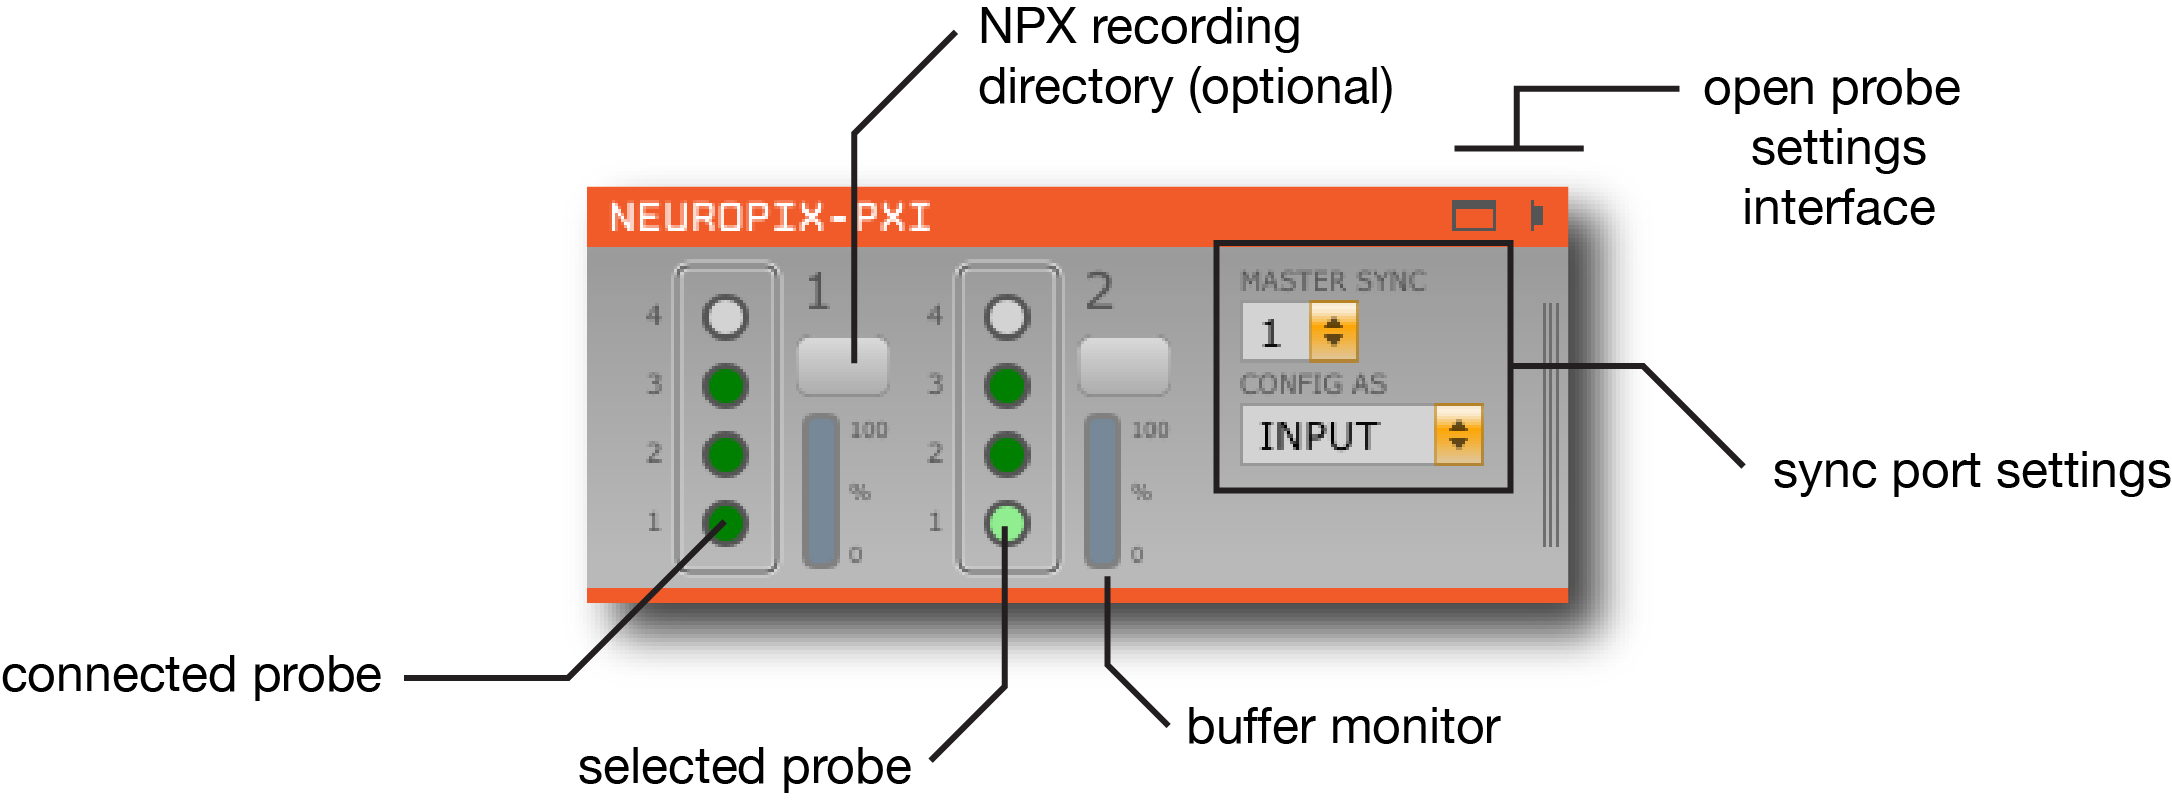 NPX recording
directory (optional)
open probe
settings
interface
NEUROPIX-PXI
1
4
3
2
1
100
%
0
2
4
3
2
1
100
%
0
MASTER SYNC
1
CONFIG AS
INPUT
sync port settings
connected probe
selected probe
buffer monitor